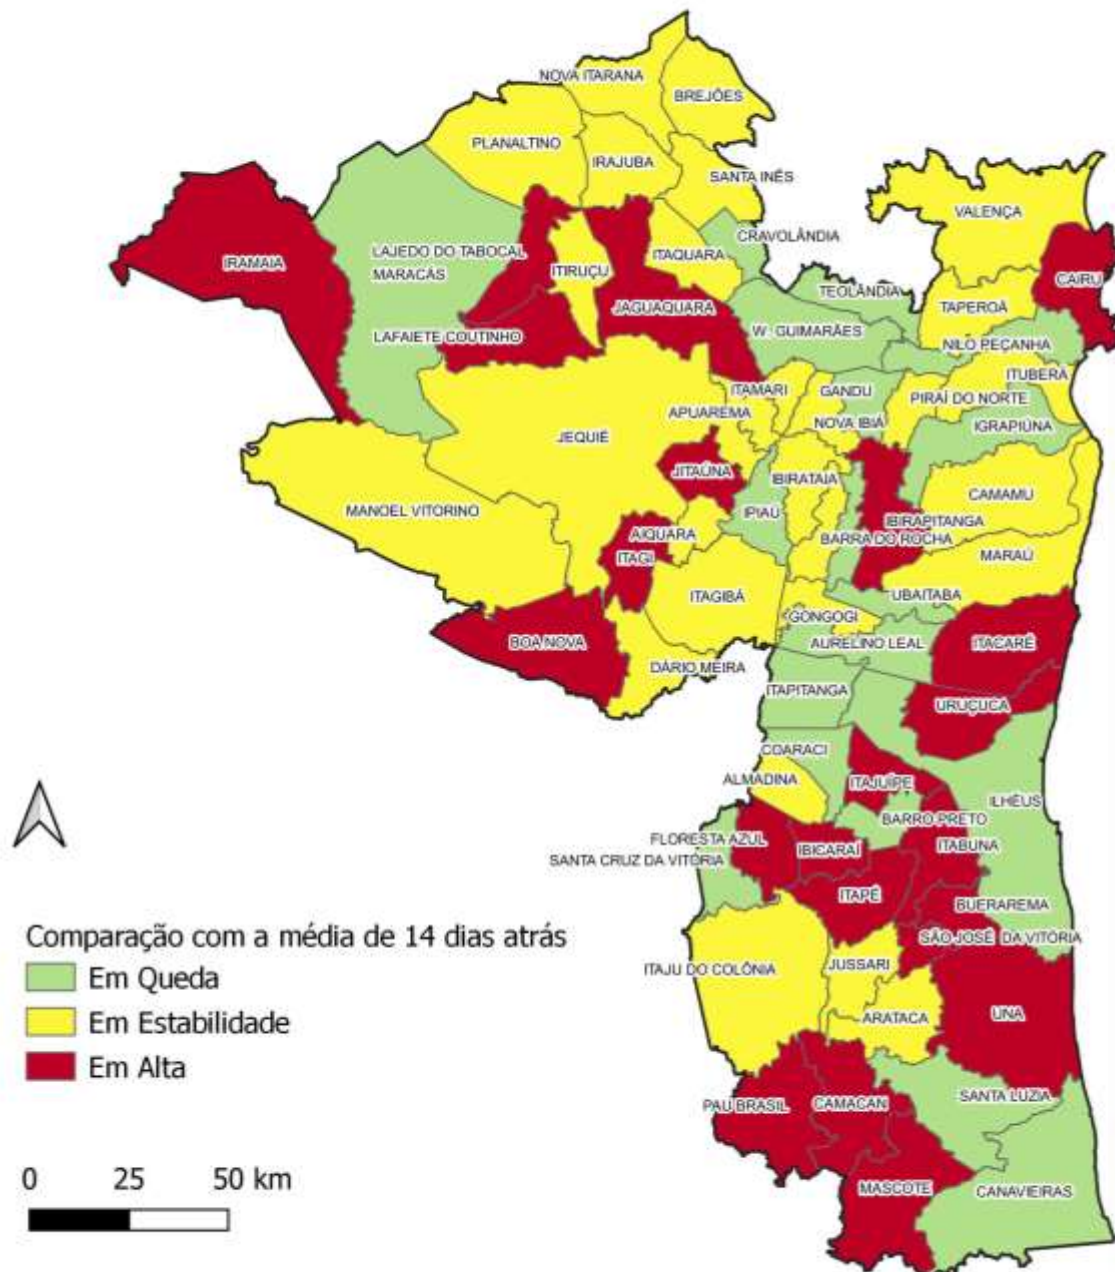 NOVA ITARANA
BREJÕES
PLANALTINO
IRAJUBA
SANTA INÊS
VALENÇA
CRAVOLÂNDIA
LAJEDO DO TABOCAL
ITAQUARA
IRAMAIA
MARACÁS
ITIRUÇU
CAIRU
TEOLÂNDIA
JAGUAQUARA
TAPEROÁ
W. GUIMARÃES
LAFAIETE COUTINHO
NILO PEÇANHA
ITUBERÁ
ITAMARI
GANDU
PIRAÍ DO NORTE
APUAREMA
NOVA IBIÁ
IGRAPIÚNA
JEQUIÉ
JITAÚNA
IBIRATAIA
CAMAMU
MANOEL VITORINO
IPIAÚ
IBIRAPITANGA
AIQUARA
BARRA DO ROCHA
ITAGI
MARAÚ
ITAGIBÁ
UBAITABA
GONGOGI
BOA NOVA
AURELINO LEAL
ITACARÉ
DÁRIO MEIRA
ITAPITANGA
URUÇUCA
COARACI
ALMADINA
ITAJUÍPE
ILHÉUS
BARRO PRETO
FLORESTA AZUL
IBICARAÍ
ITABUNA
SANTA CRUZ DA VITÓRIA
ITAPÉ
BUERAREMA
SÃO JOSÉ DA VITÓRIA
ITAJU DO COLÔNIA
JUSSARI
ARATACA
UNA
SANTA LUZIA
PAU BRASIL
CAMACAN
MASCOTE
CANAVIEIRAS
Comparação com a média de 14 dias atrás
Em Queda
Em Estabilidade
Em Alta
0 25 50 km